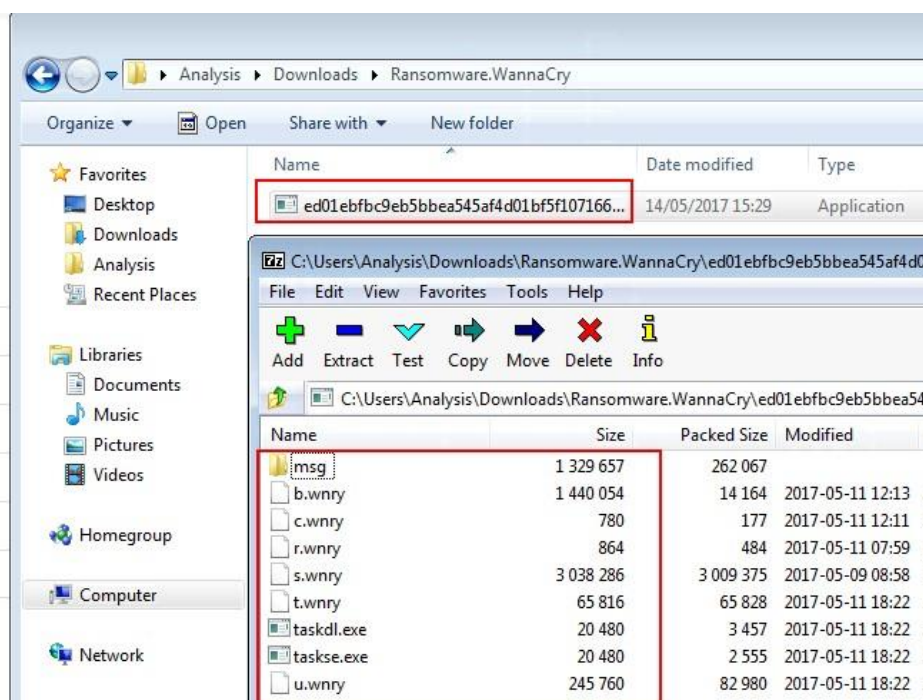 Analysis Downloads Ransomware.WannaCry
Organize Open Share with New folder
Favorites
Desktop
Downloads
Analysis
Recent Places
Libraries
Documents
Music
Pictures
Videos
Homegroup
Computer
Network
Name Date modified Type
ed01ebfbc9eb5bbea545af4d01bf5f107166... 14/05/2017 15:29 Application
7z C:\Users\Analysis\Downloads\Ransomware.WannaCry\ed01ebfbc9eb5bbea545af4d0
File Edit View Favorites Tools Help
Add Extract Test Copy Move Delete Info
C:\Users\Analysis\Downloads\Ransomware.WannaCry\ed01ebfbc9eb5bbea54
Name Size Packed Size Modified
msg 1 329 657 262 067
b.wnry 1 440 054 14 164 2017-05-11 12:13
c.wnry 780 177 2017-05-11 12:11
r.wnry 864 484 2017-05-11 07:59
s.wnry 3 038 286 3 009 375 2017-05-09 08:58
t.wnry 65 816 65 828 2017-05-11 18:22
taskdl.exe 20 480 3 457 2017-05-11 18:22
taskse.exe 20 480 2 555 2017-05-11 18:22
u.wnry 245 760 82 980 2017-05-11 18:22